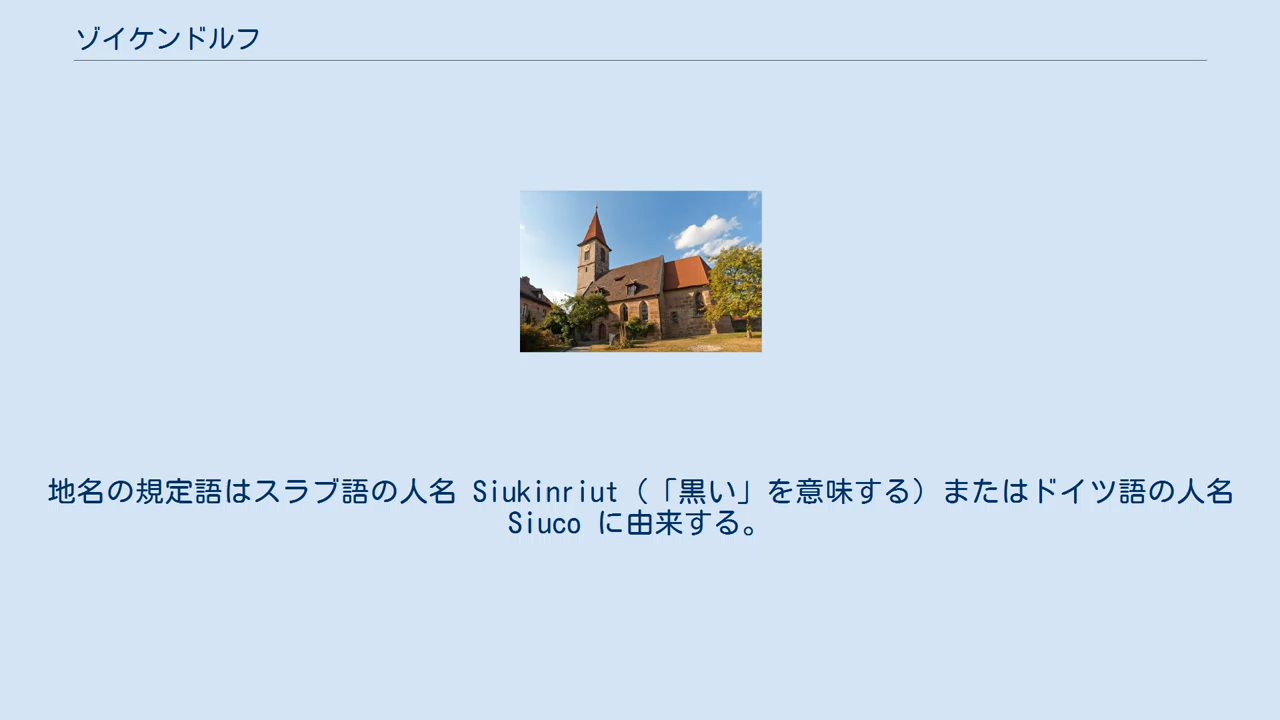 ゾイケンドルフ
地名の規定語はスラブ語の人名 Siukinriut（「黒い」を意味する）またはドイツ語の人名
Siuco に由来する。